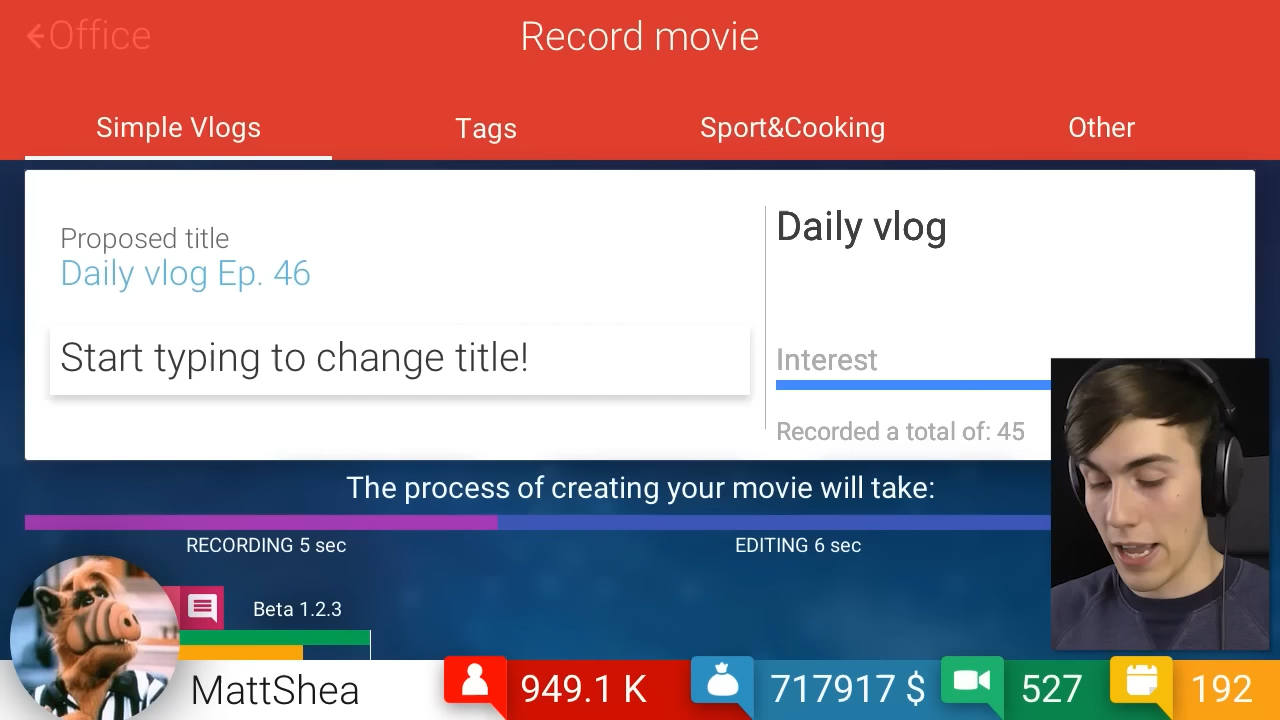 Office
Record movie
Simple Vlogs
Tags
Sport&Cooking
Other
Proposed title
Daily vlog Ep. 46
Start typing to change title!
Daily vlog
Interest
Recorded a total of: 45
The process of creating your movie will take:
RECORDING 5 sec
EDITING 6 sec
Beta 1.2.3
MattShea
949.1 K
717917 $
527
192